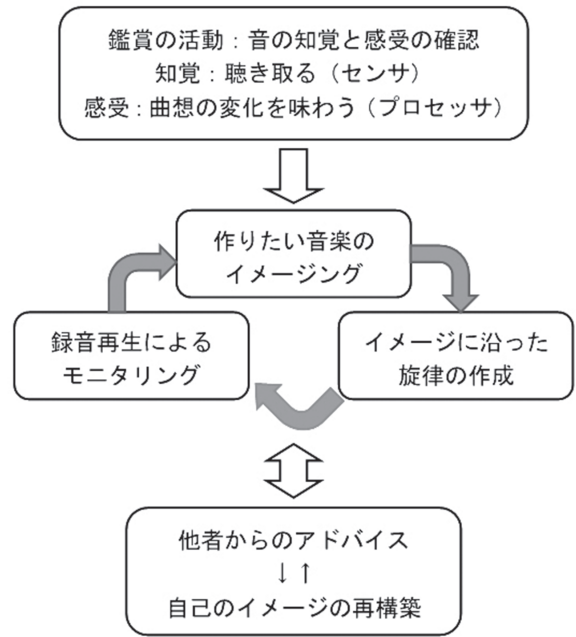 鑑賞の活動：音の知覚と感受の確認
知覚：聴き取る（センサ）
感受：曲想の変化を味わう（プロセッサ）
作りたい音楽の
イメージング
録音再生による
モニタリング
イメージに沿った
旋律の作成
他者からのアドバイス
↓↑
自己のイメージの再構築